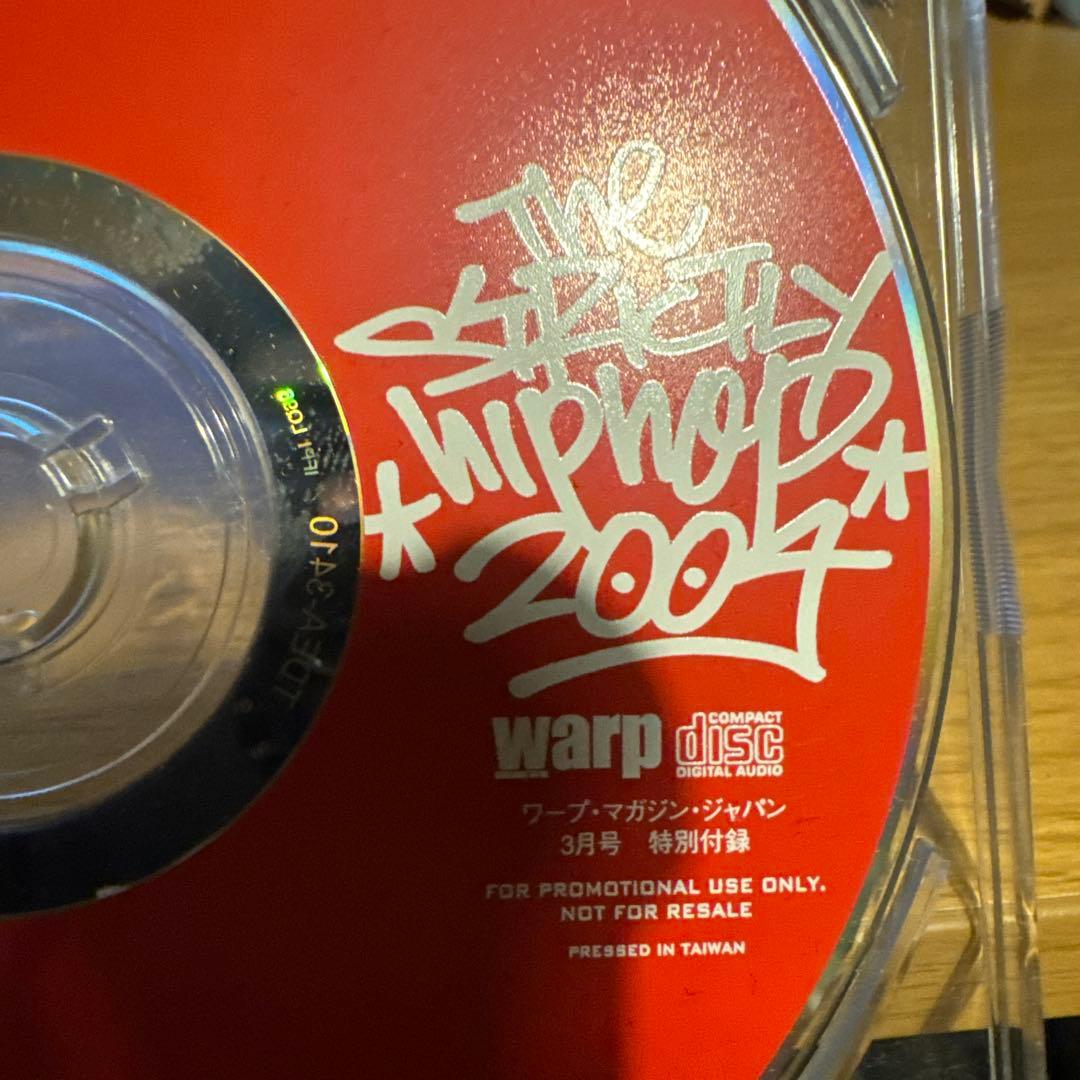 The
STRICTLY
*hiphop*
2004
warp
COMPACT
disc
DIGITAL AUDIO
ワープ・マガジン・ジャパン
3月号 特別付録
FOR PROMOTIONAL USE ONLY.
NOT FOR RESALE
PRESSED IN TAIWAN